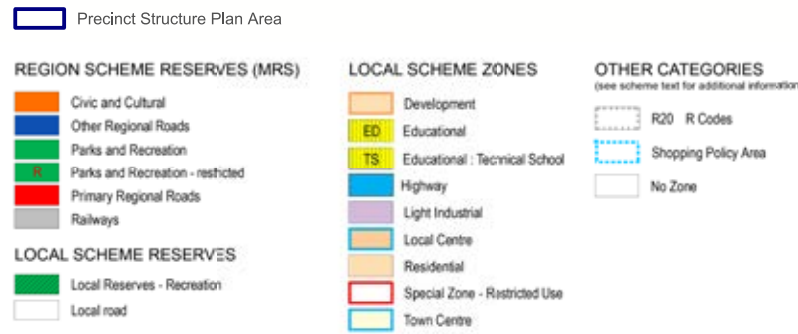 Precinct Structure Plan Area
REGION SCHEME RESERVES (MRS)
Civic and Cultural
Other Regional Roads
Parks and Recreation
R Parks and Recreation - restricted
Primary Regional Roads
Railways
LOCAL SCHEME RESERVES
Local Reserves - Recreation
Local road
LOCAL SCHEME ZONES
Development
ED Educational
TS Educational : Technical School
Highway
Light Industrial
Local Centre
Residential
Special Zone - Restricted Use
Town Centre
OTHER CATEGORIES
(see scheme text for additional information
R20 R Codes
Shopping Policy Area
No Zone